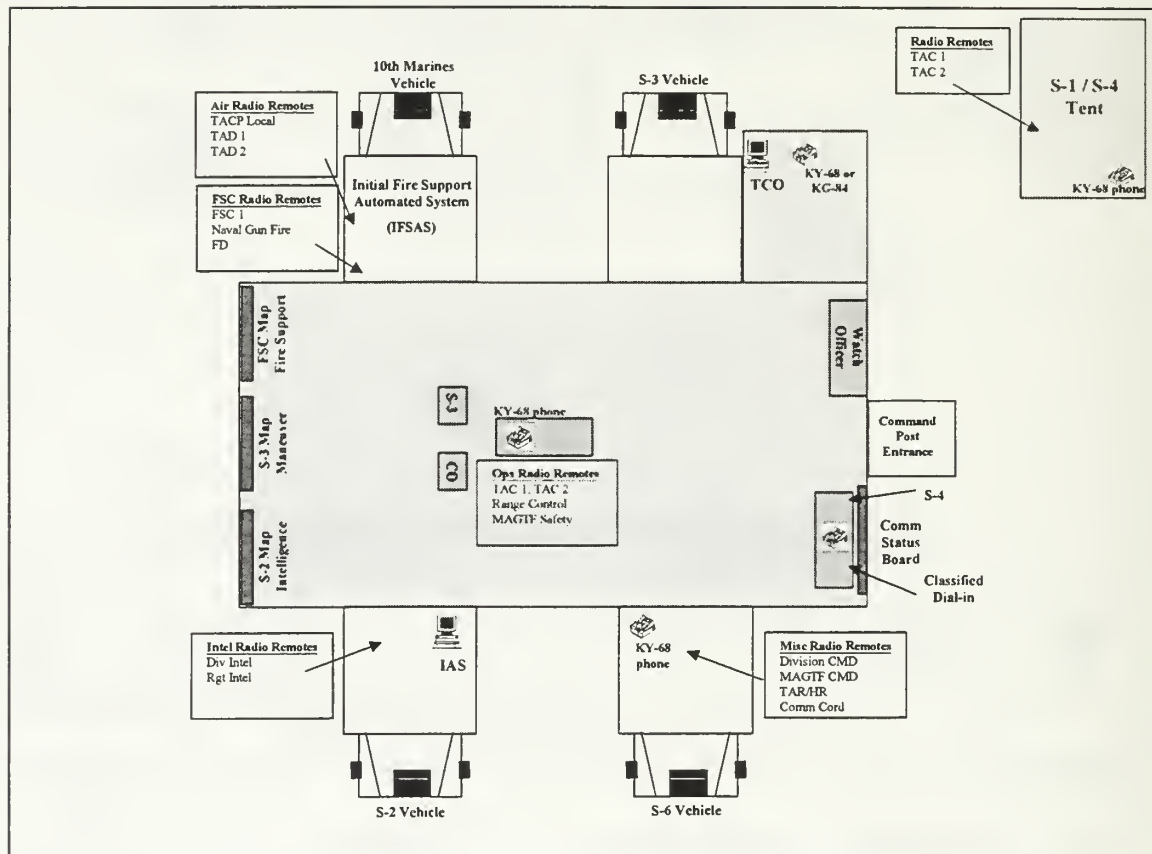 10th Marines
Vehicle
S-3 Vehicle
Radio Remotes
TAC 1
TAC 2
S-1 / S-4
Tent
KY-68 phone
Air Radio Remotes
TACP Local
TAD 1
TAD 2
FSC Radio Remotes
FSC 1
Naval Gun Fire
FD
Initial Fire Support
Automated System
(IFSAS)
TCO
KY-68 or
KG-84
FSC Map
Fire Support
S-3 Map
Maneuver
S-2 Map
Intelligence
S-3
CO
KY-68 phone
Ops Radio Remotes
TAC 1, TAC 2
Range Control
MAGTF Safety
Watch
Officer
Command
Post
Entrance
S-4
Comm
Status
Board
Classified
Dial-in
Intel Radio Remotes
Div Intel
Rgt Intel
IAS
KY-68
phone
Misc Radio Remotes
Division CMD
MAGTF CMD
TAR/HR
Comm Cord
S-2 Vehicle
S-6 Vehicle